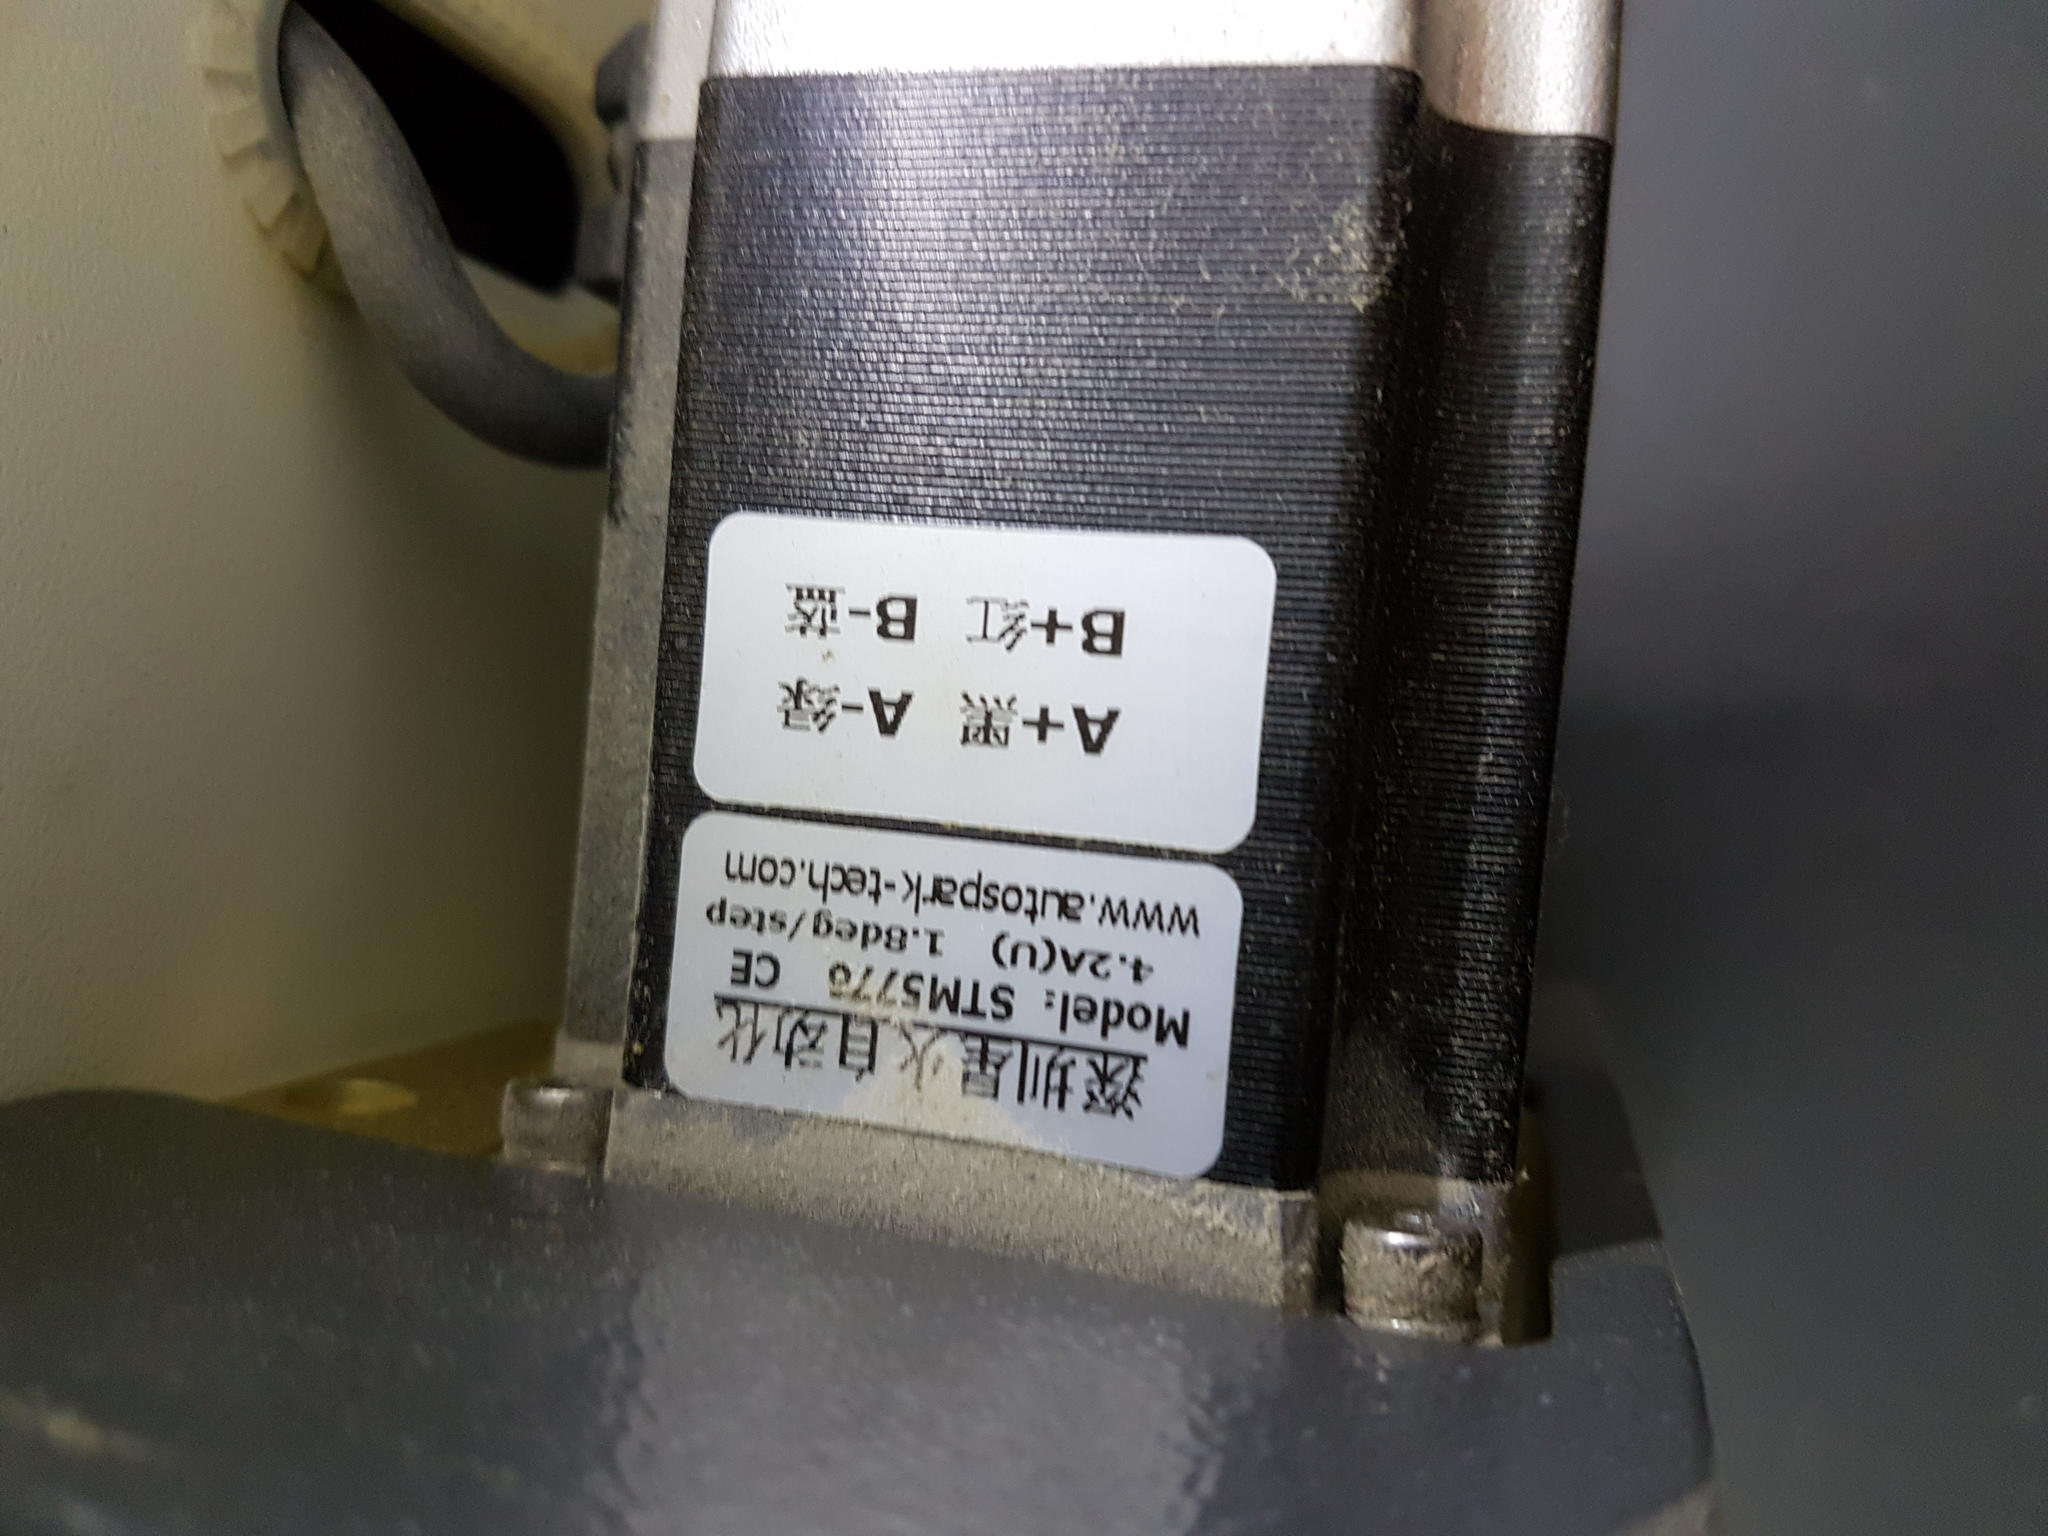 深圳星火自动化
Model: STM5776 CE
4.2A(U) 1.8deg/step
www.autospark-tech.com
A+黑 A-绿
B+红 B-蓝